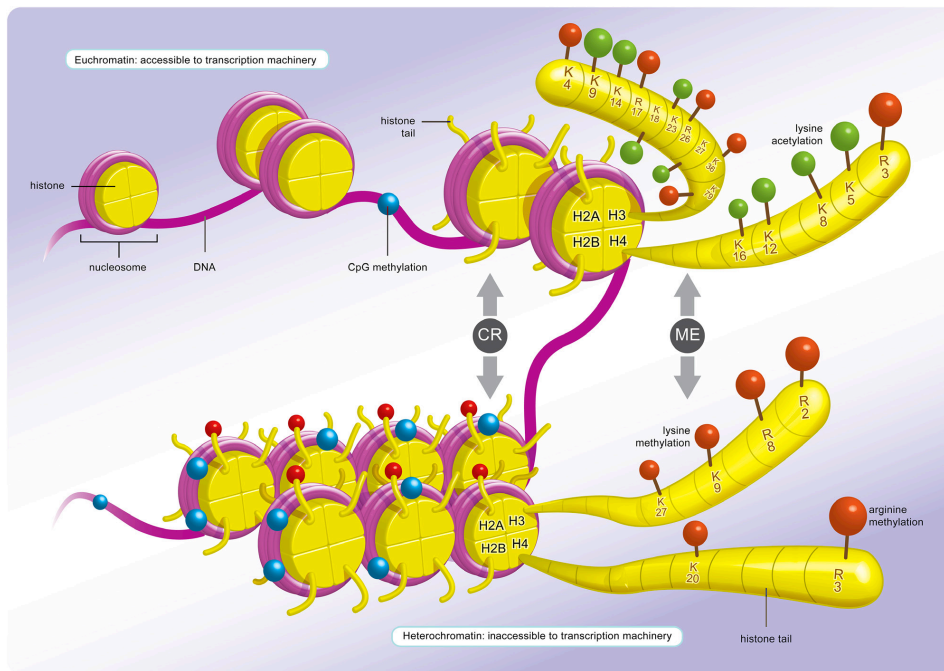 Euchromatin: accessible to transcription machinery
histone
tail
histone
nucleosome
DNA
CpG methylation
K
4
K
9
K
14
R
17
K
18
K
23
R
26
K
27
K
36
K
79
lysine
acetylation
R
3
K
5
K
8
K
12
K
16
H2A H3
H2B H4
CR
ME
lysine
methylation
R
2
R
8
K
9
K
27
arginine
methylation
H2A H3
H2B H4
K
20
R
3
histone tail
Heterochromatin: inaccessible to transcription machinery